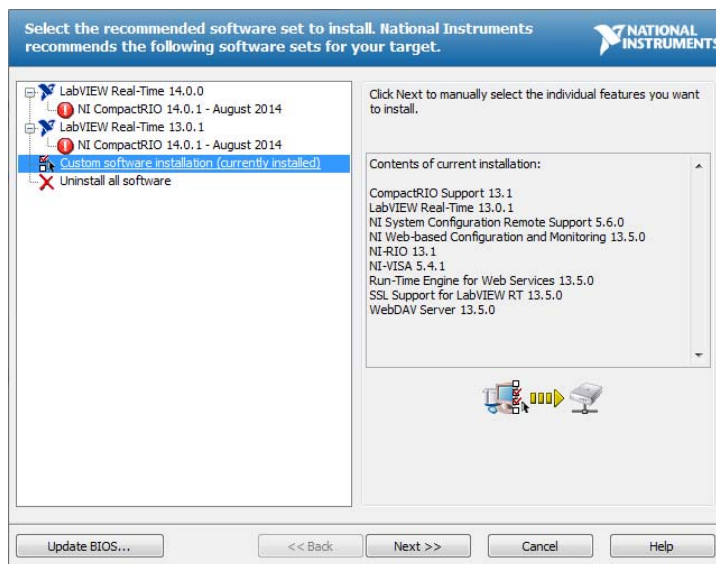 Select the recommended software set to install. National Instruments
recommends the following software sets for your target.
NATIONAL
INSTRUMENTS
LabVIEW Real-Time 14.0.0
NI CompactRIO 14.0.1 - August 2014
LabVIEW Real-Time 13.0.1
NI CompactRIO 14.0.1 - August 2014
Custom software installation (currently installed)
Uninstall all software
Click Next to manually select the individual features you want
to install.
Contents of current installation:
CompactRIO Support 13.1
LabVIEW Real-Time 13.0.1
NI System Configuration Remote Support 5.6.0
NI Web-based Configuration and Monitoring 13.5.0
NI-RIO 13.1
NI-VISA 5.4.1
Run-Time Engine for Web Services 13.5.0
SSL Support for LabVIEW RT 13.5.0
WebDAV Server 13.5.0
Update BIOS...
<< Back
Next >>
Cancel
Help